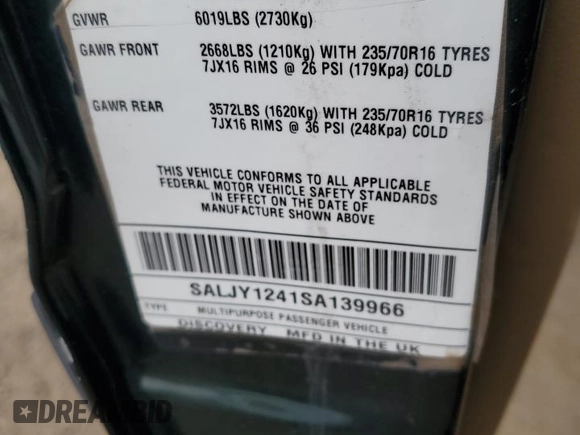 GVWR 6019LBS (2730Kg)
GAWR FRONT 2668LBS (1210Kg) WITH 235/70R16 TYRES
7JX16 RIMS @ 26 PSI (179Kpa) COLD
GAWR REAR 3572LBS (1620Kg) WITH 235/70R16 TYRES
7JX16 RIMS @ 36 PSI (248Kpa) COLD
THIS VEHICLE CONFORMS TO ALL APPLICABLE
FEDERAL MOTOR VEHICLE SAFETY STANDARDS
IN EFFECT ON THE DATE OF
MANUFACTURE SHOWN ABOVE
SALJY1241SA139966
TYPE MULTIPURPOSE PASSENGER VEHICLE
DISCOVERY MFD IN THE UK
DREAMBID